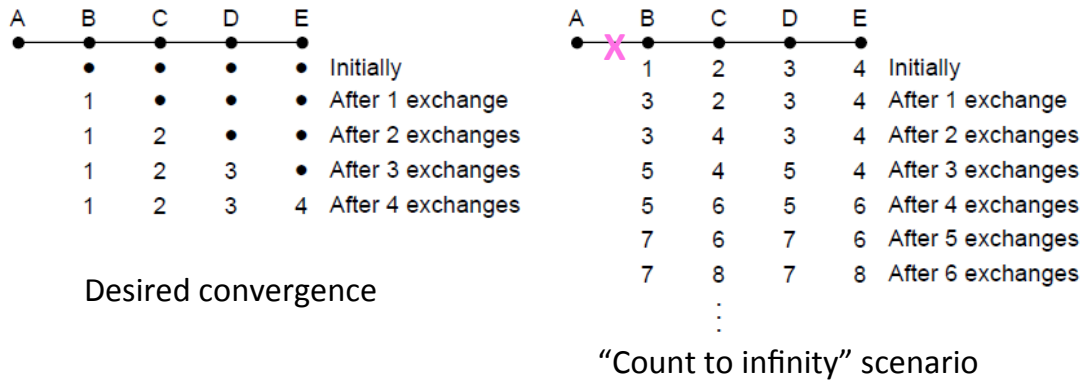 A B C D E
• • • • Initially
1 • • • After 1 exchange
1 2 • • After 2 exchanges
1 2 3 • After 3 exchanges
1 2 3 4 After 4 exchanges
Desired convergence
A B C D E
X
1 2 3 4 Initially
3 2 3 4 After 1 exchange
3 4 3 4 After 2 exchanges
5 4 5 4 After 3 exchanges
5 6 5 6 After 4 exchanges
7 6 7 6 After 5 exchanges
7 8 7 8 After 6 exchanges
⋮
“Count to infinity” scenario